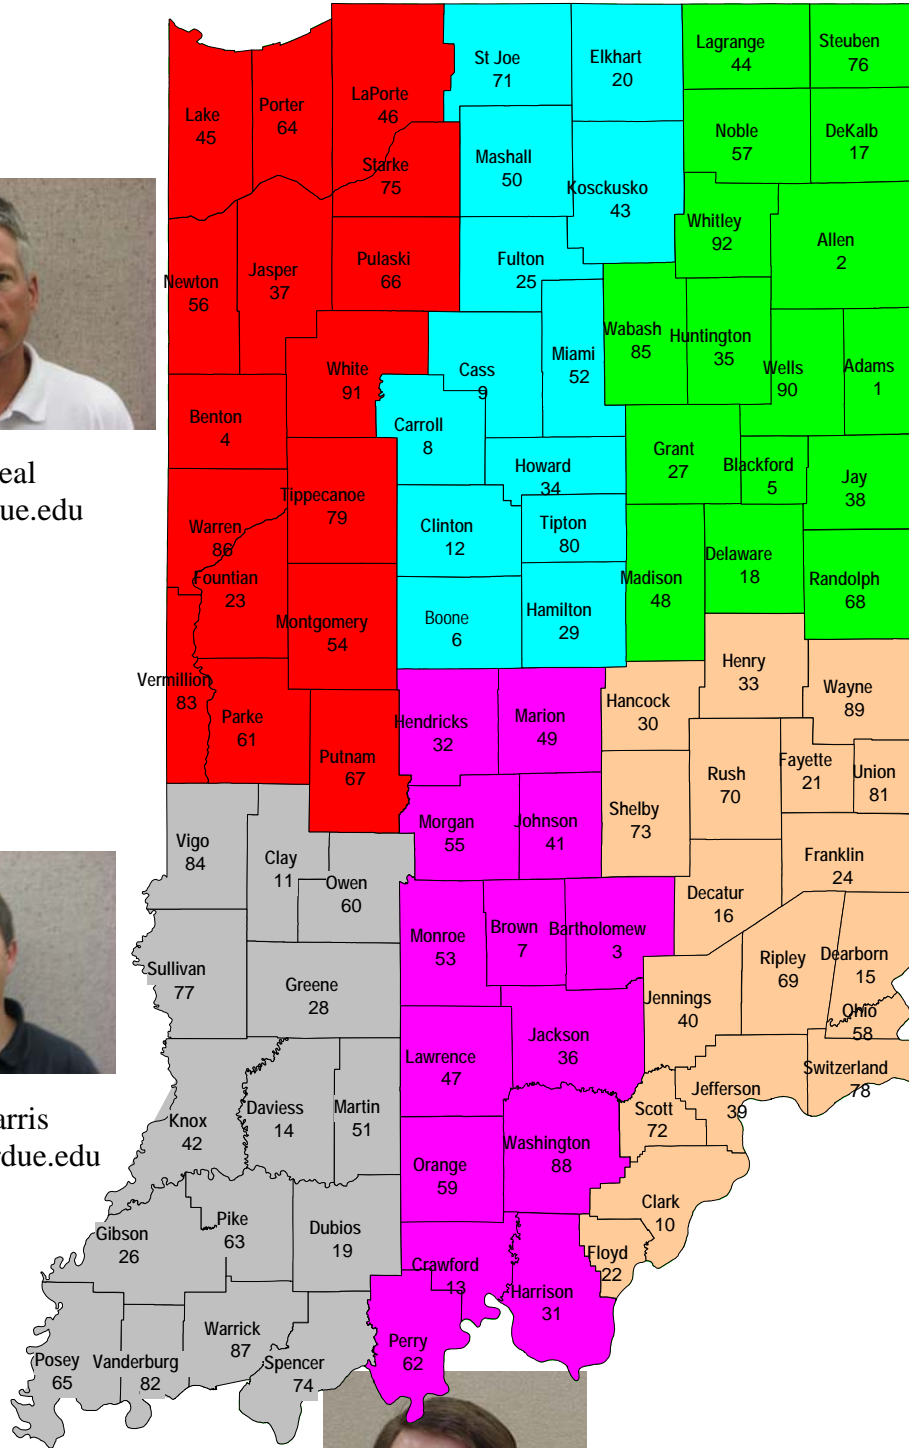 Lagrange
44
Steuben
76
St Joe
71
Elkhart
20
LaPorte
46
Porter
64
Lake
45
Noble
57
DeKalb
17
Mashall
50
Starke
75
Kosckusko
43
Whitley
92
Allen
2
Fulton
25
Pulaski
66
Jasper
37
Newton
56
Wabash
85
Huntington
35
Miami
52
Wells
90
Adams
1
White
91
Cass
9
Benton
4
Carroll
8
Grant
27
Blackford
5
Jay
38
eal
ue.edu
Howard
34
Tippecanoe
79
Warren
86
Clinton
12
Tipton
80
Delaware
18
Fountian
23
Madison
48
Randolph
68
Montgomery
54
Boone
6
Hamilton
29
Henry
33
Vermillion
83
Wayne
89
Parke
61
Hendricks
32
Marion
49
Hancock
30
Putnam
67
Rush
70
Fayette
21
Union
81
Vigo
84
Morgan
55
Johnson
41
Shelby
73
Clay
11
Owen
60
Franklin
24
Decatur
16
Monroe
53
Brown
7
Bartholomew
3
Sullivan
77
Greene
28
Ripley
69
Dearborn
15
Jennings
40
Ohio
58
Jackson
36
Lawrence
47
Switzerland
78
Jefferson
39
Knox
42
Daviess
14
Martin
51
Scott
72
arris
due.edu
Washington
88
Orange
59
Clark
10
Gibson
26
Pike
63
Dubios
19
Crawford
13
Floyd
22
Harrison
31
Warrick
87
Perry
62
Posey
65
Vanderburg
82
Spencer
74